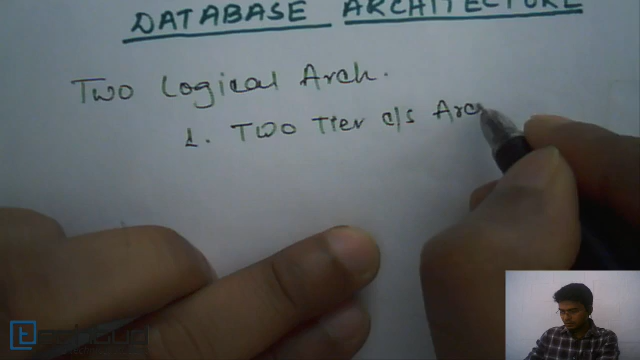 DATABASE ARCHITECTURE
Two Logical Arch.
1. Two Tier c/s Arc